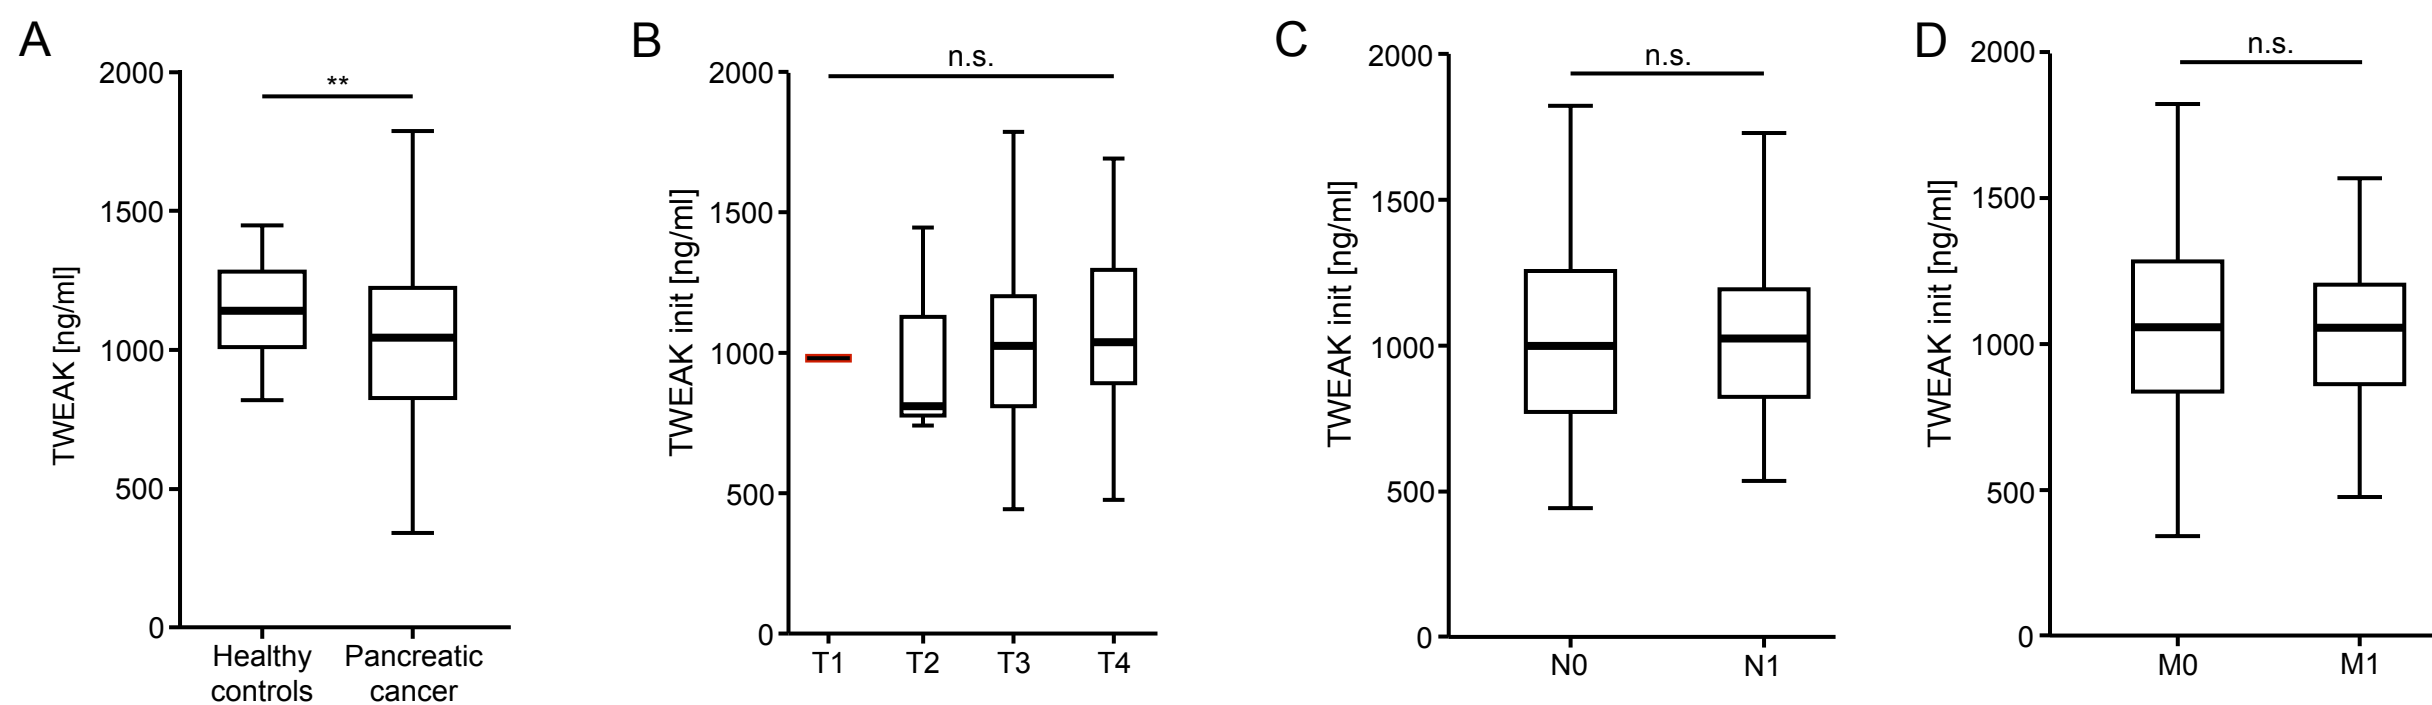 A
TWEAK [ng/ml]
2000
1500
1000
500
0
**
Healthy
controls
Pancreatic
cancer
B
TWEAK init [ng/ml]
2000
1500
1000
500
0
n.s.
T1
T2
T3
T4
C
TWEAK init [ng/ml]
2000
1500
1000
500
0
n.s.
N0
N1
D
TWEAK init [ng/ml]
2000
1500
1000
500
0
n.s.
M0
M1